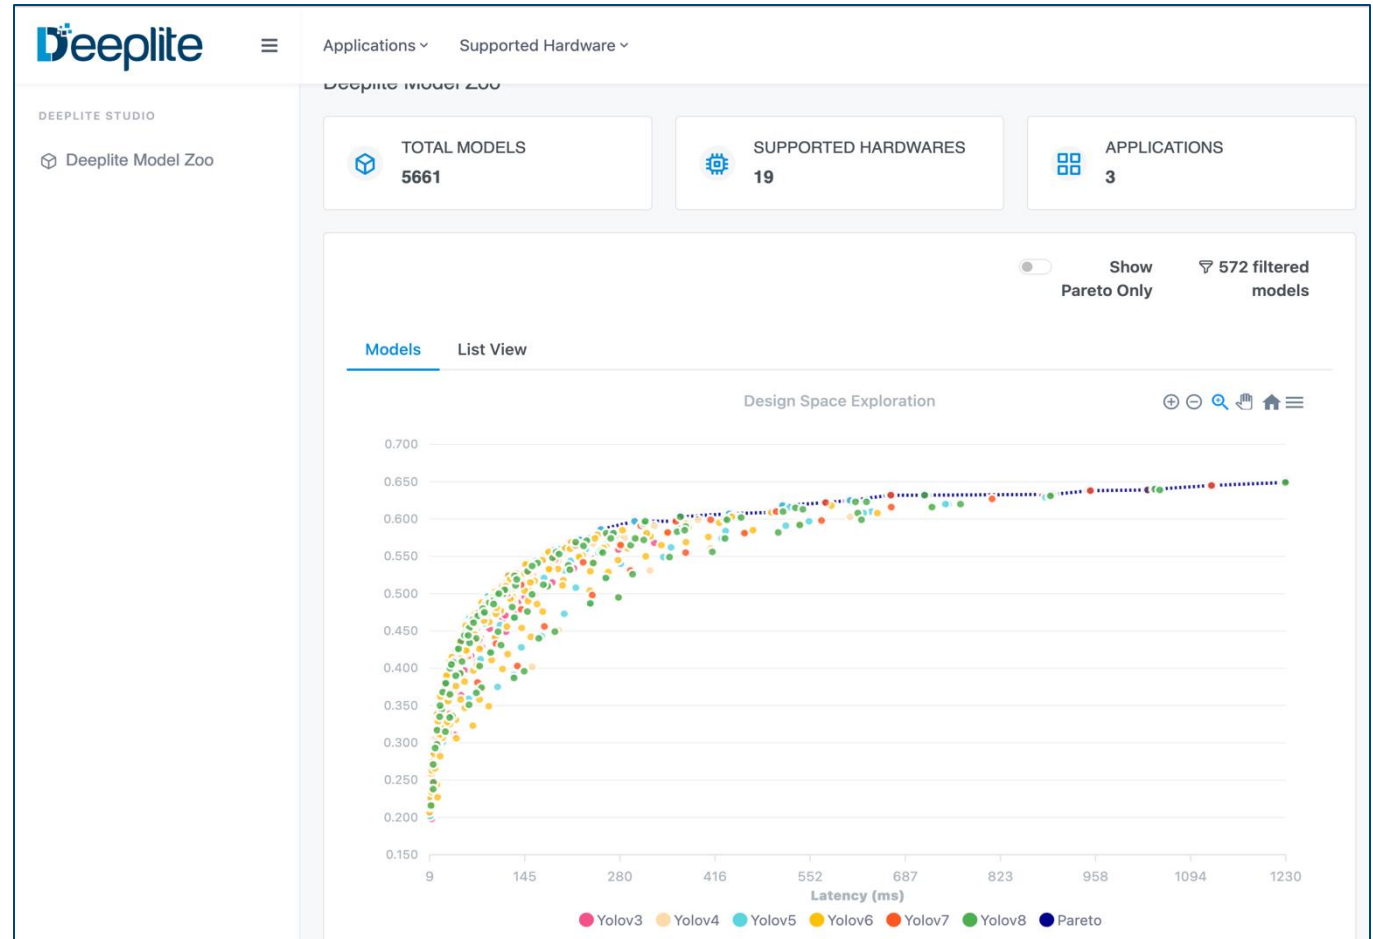 Deeplite
Applications
Supported Hardware
Deeplite Model Zoo
DEEPLITE STUDIO
Deeplite Model Zoo
TOTAL MODELS
5661
SUPPORTED HARDWARES
19
APPLICATIONS
3
Show
Pareto Only
572 filtered
models
Models
List View
Design Space Exploration
0.700
0.650
0.600
0.550
0.500
0.450
0.400
0.350
0.300
0.250
0.200
0.150
9 145 280 416 552 687 823 958 1094 1230
Latency (ms)
Yolov3 Yolov4 Yolov5 Yolov6 Yolov7 Yolov8 Pareto